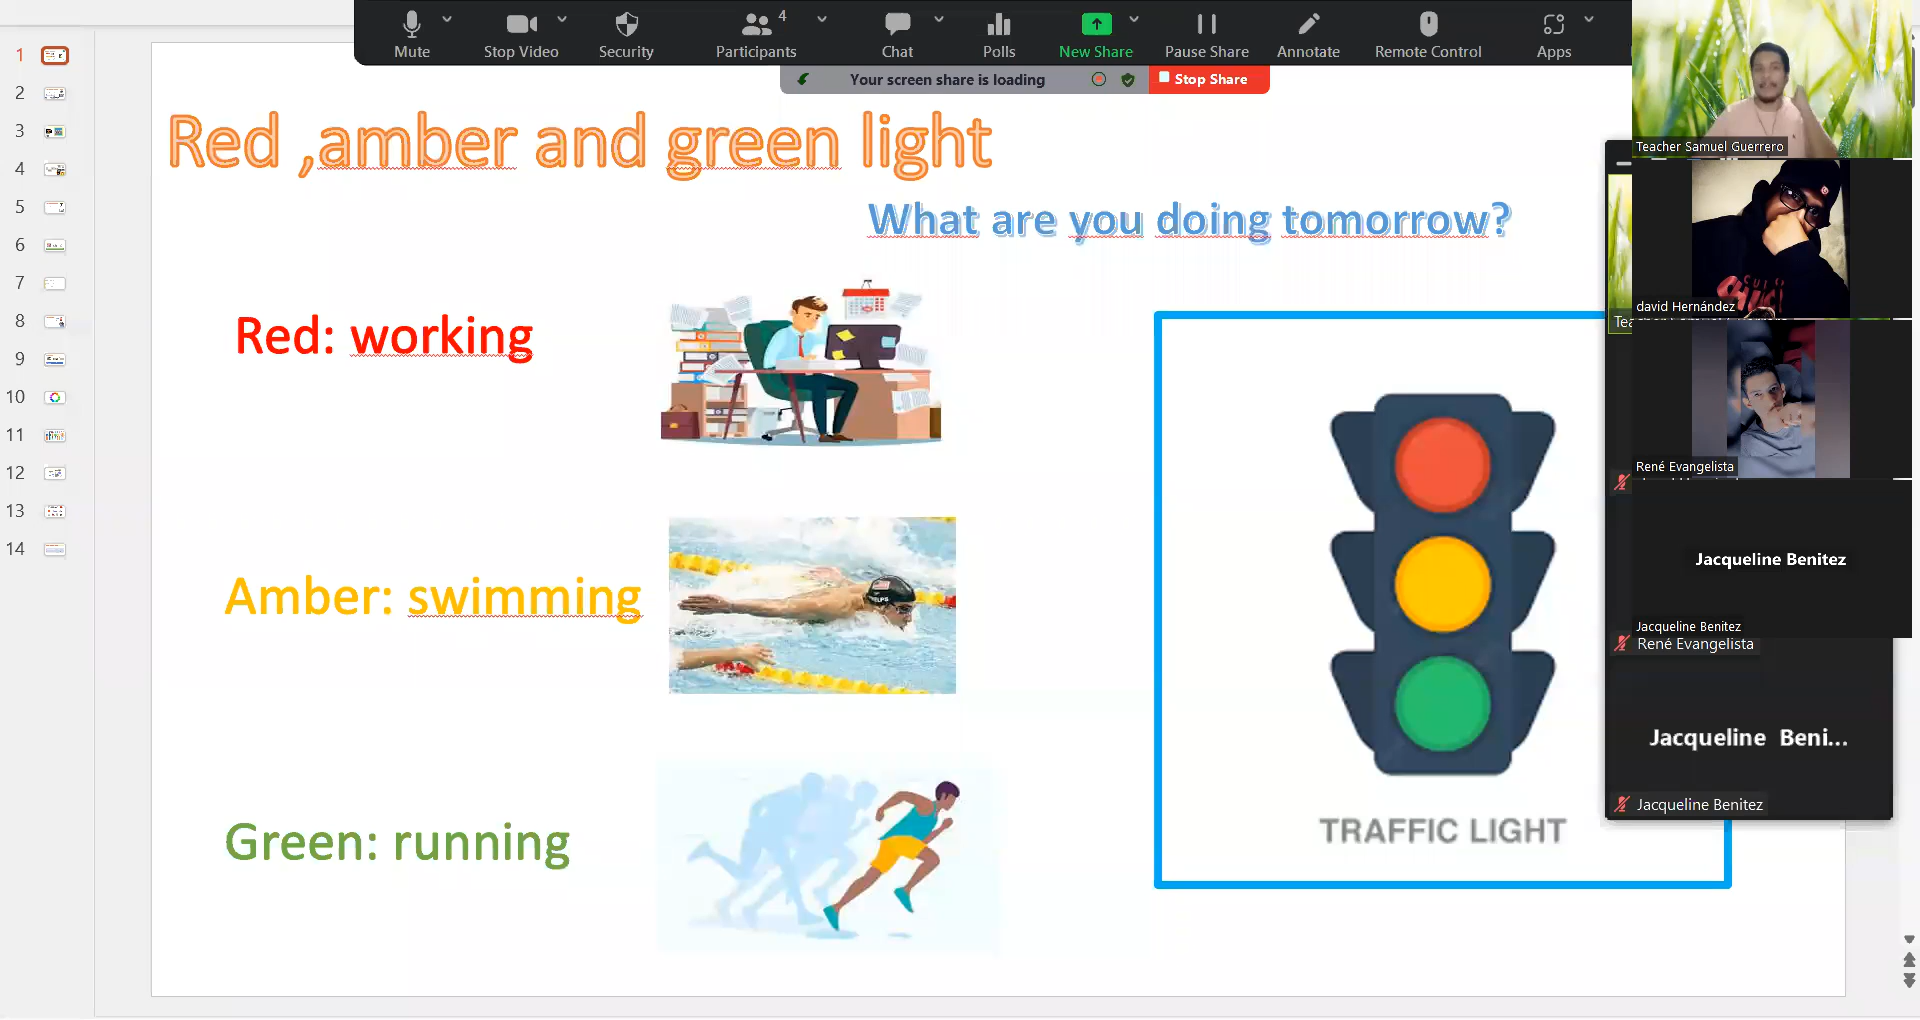 Mute
Stop Video
Security
Participants
4
Chat
Polls
New Share
Pause Share
Annotate
Remote Control
Apps
Your screen share is loading
Stop Share
1
2
3
4
5
6
7
8
9
10
11
12
13
14
Red ,amber and green light
What are you doing tomorrow?
Red: working
Amber: swimming
Green: running
TRAFFIC LIGHT
Teacher Samuel Guerrero
david Hernández
Tea
René Evangelista
Jacqueline Benitez
Jacqueline Benitez
René Evangelista
Jacqueline Beni...
Jacqueline Benitez